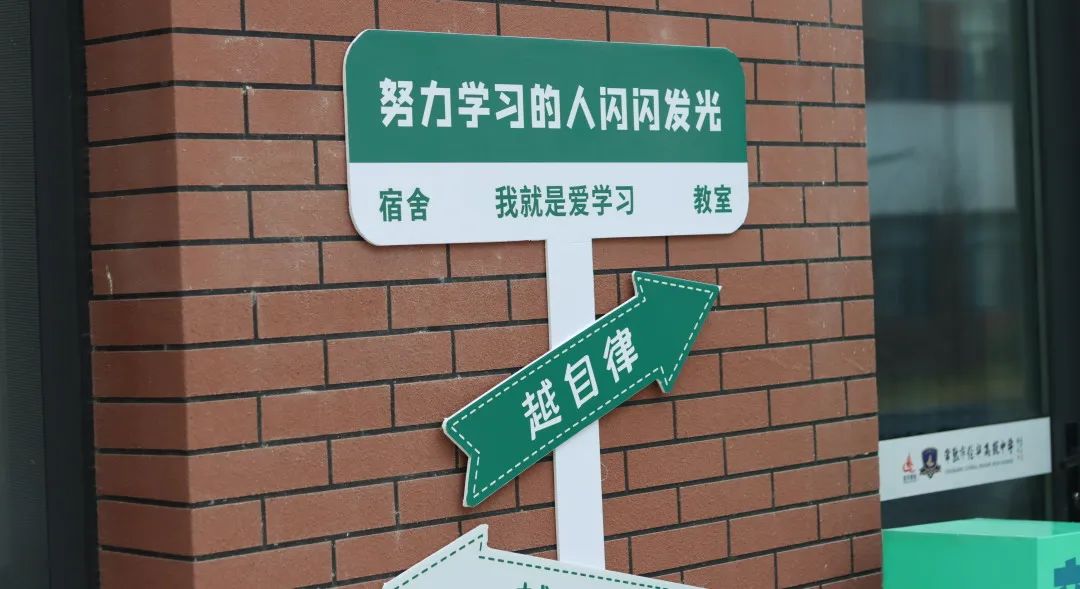 努力学习的人闪闪发光
宿舍 我就是爱学习 教室
越自律